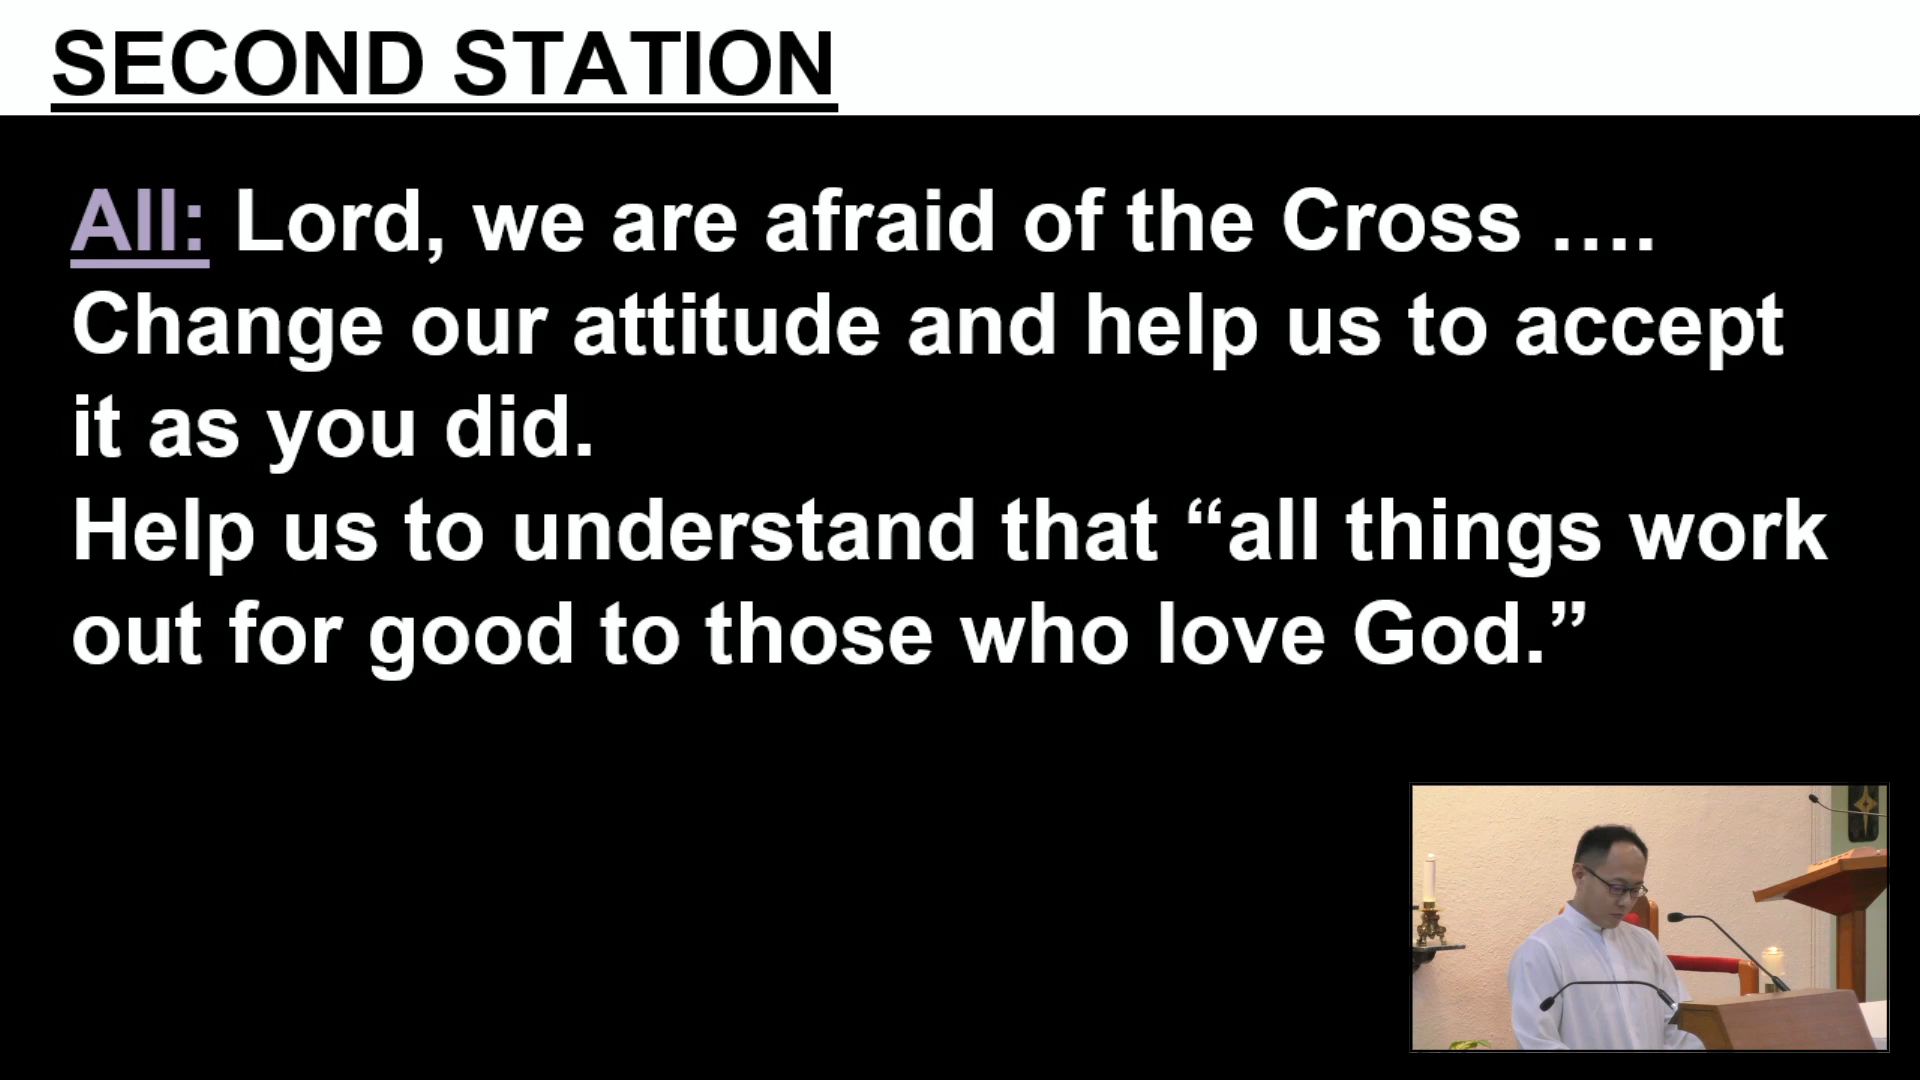 SECOND STATION
All: Lord, we are afraid of the Cross ….
Change our attitude and help us to accept
it as you did.
Help us to understand that “all things work
out for good to those who love God.”